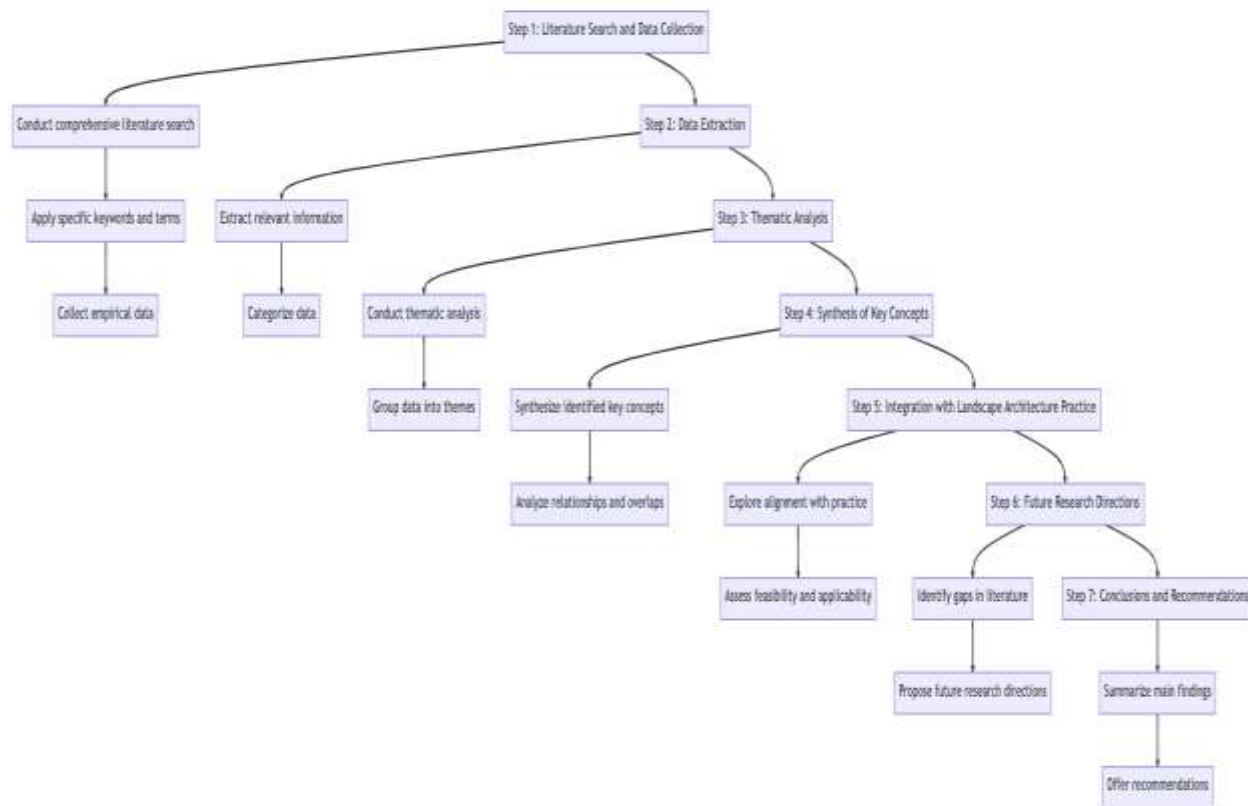 Step 1: Literature Search and Data Collection
Conduct comprehensive literature search
Step 2: Data Extraction
Apply specific keywords and terms
Extract relevant information
Step 3: Thematic Analysis
Collect empirical data
Categorize data
Conduct thematic analysis
Step 4: Synthesis of Key Concepts
Group data into themes
Synthesize identified key concepts
Step 5: Integration with Landscape Architecture Practice
Analyze relationships and overlaps
Explore alignment with practice
Step 6: Future Research Directions
Assess feasibility and applicability
Identify gaps in literature
Step 7: Conclusions and Recommendations
Propose future research directions
Summarize main findings
Offer recommendations